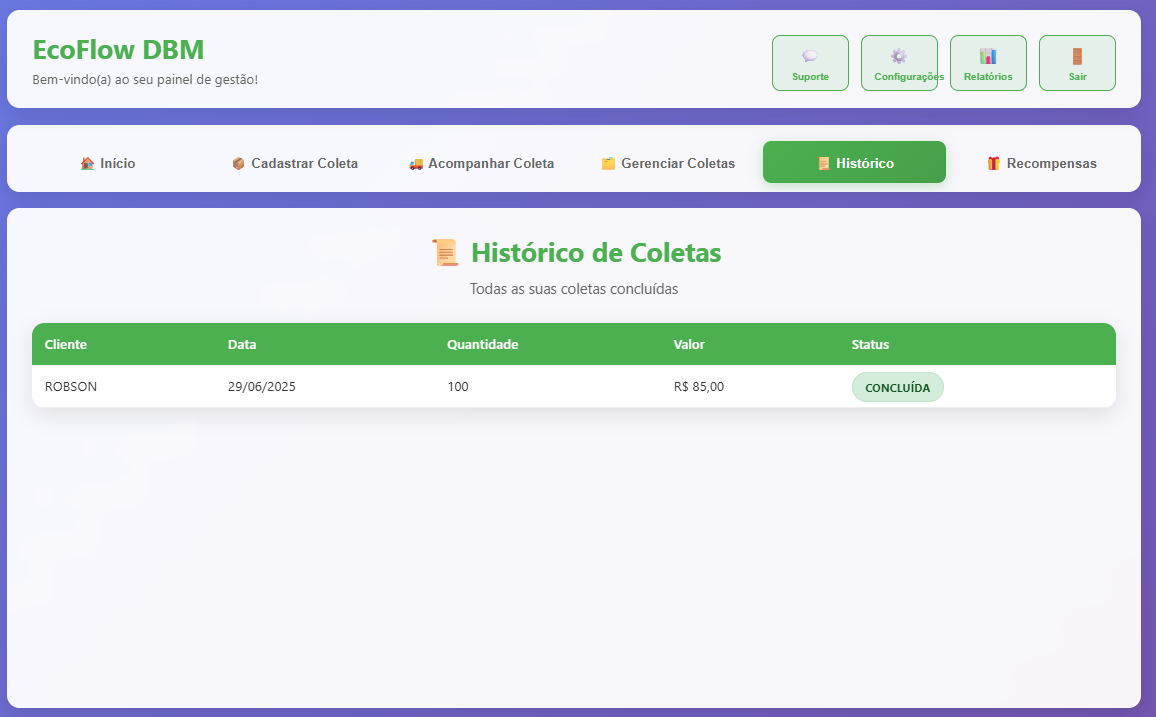 EcoFlow DBM
Bem-vindo(a) ao seu painel de gestão!
Suporte
Configurações
Relatórios
Sair
Início
Cadastrar Coleta
Acompanhar Coleta
Gerenciar Coletas
Histórico
Recompensas
Histórico de Coletas
Todas as suas coletas concluídas
Cliente Data Quantidade Valor Status
ROBSON 29/06/2025 100 R$ 85,00 CONCLUÍDA